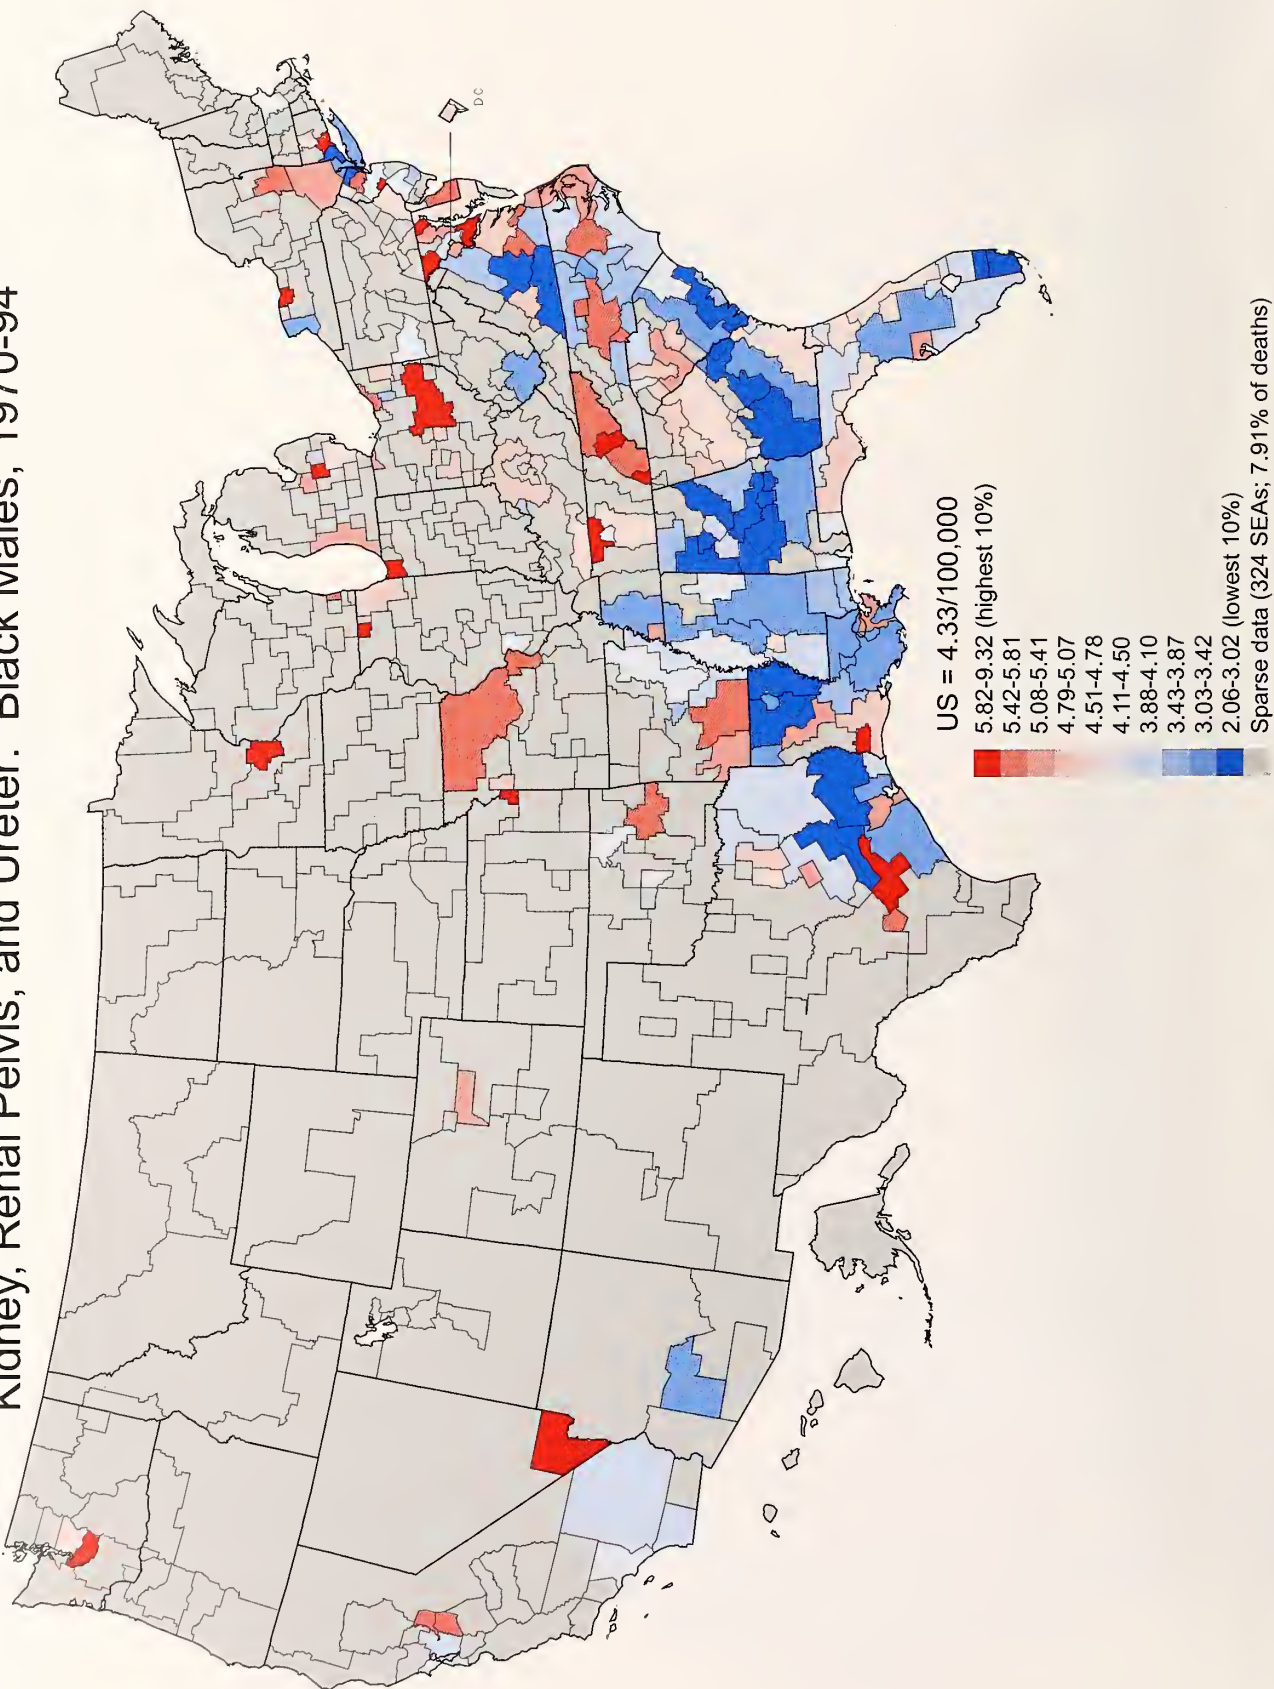 Kidney, Renal Pelvis, and Ureter: Black Males, 1970-94
DC
US = 4.33/100,000
5.82-9.32 (highest 10%)
5.42-5.81
5.08-5.41
4.79-5.07
4.51-4.78
4.11-4.50
3.88-4.10
3.43-3.87
3.03-3.42
2.06-3.02 (lowest 10%)
Sparse data (324 SEAs; 7.91% of deaths)